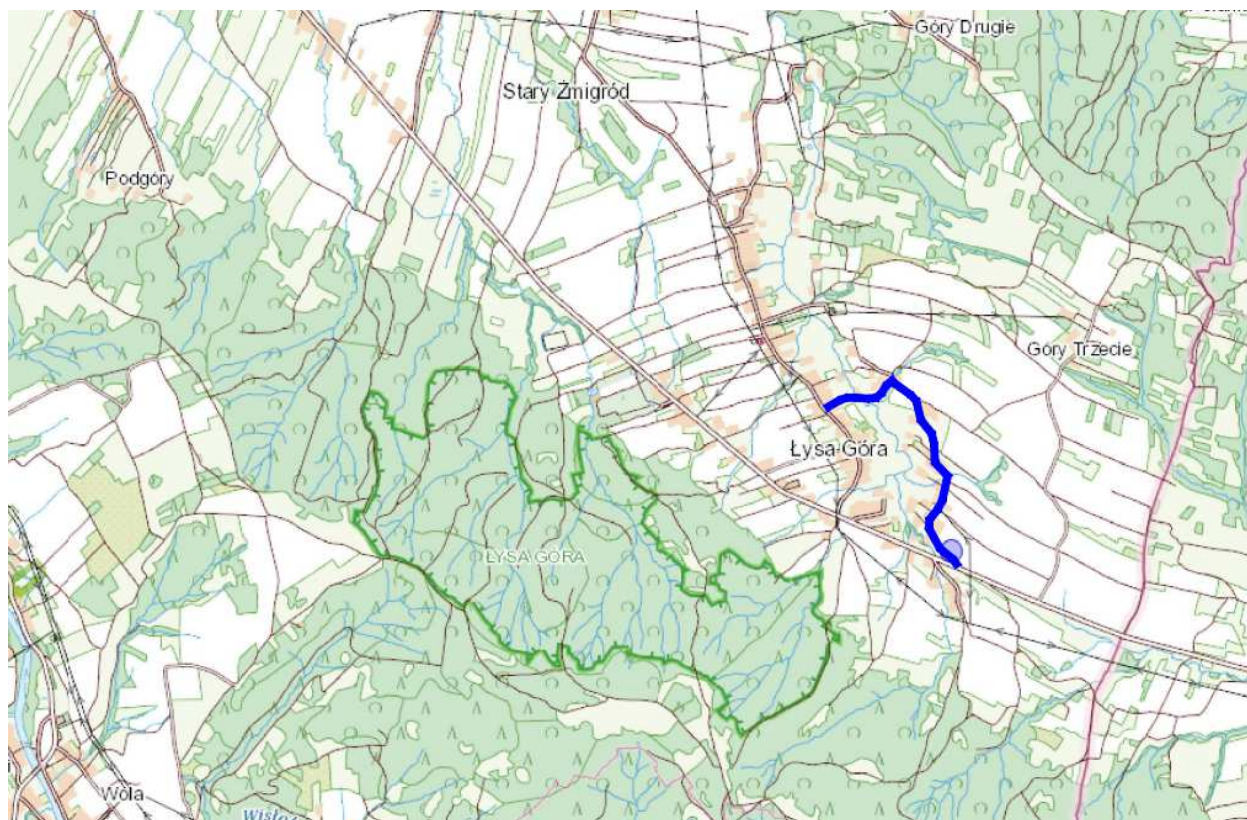 Góry Drugie
Stary Żmigród
Podgóry
Góry Trzecie
Łysa Góra
ŁYSA GÓRA
Wola